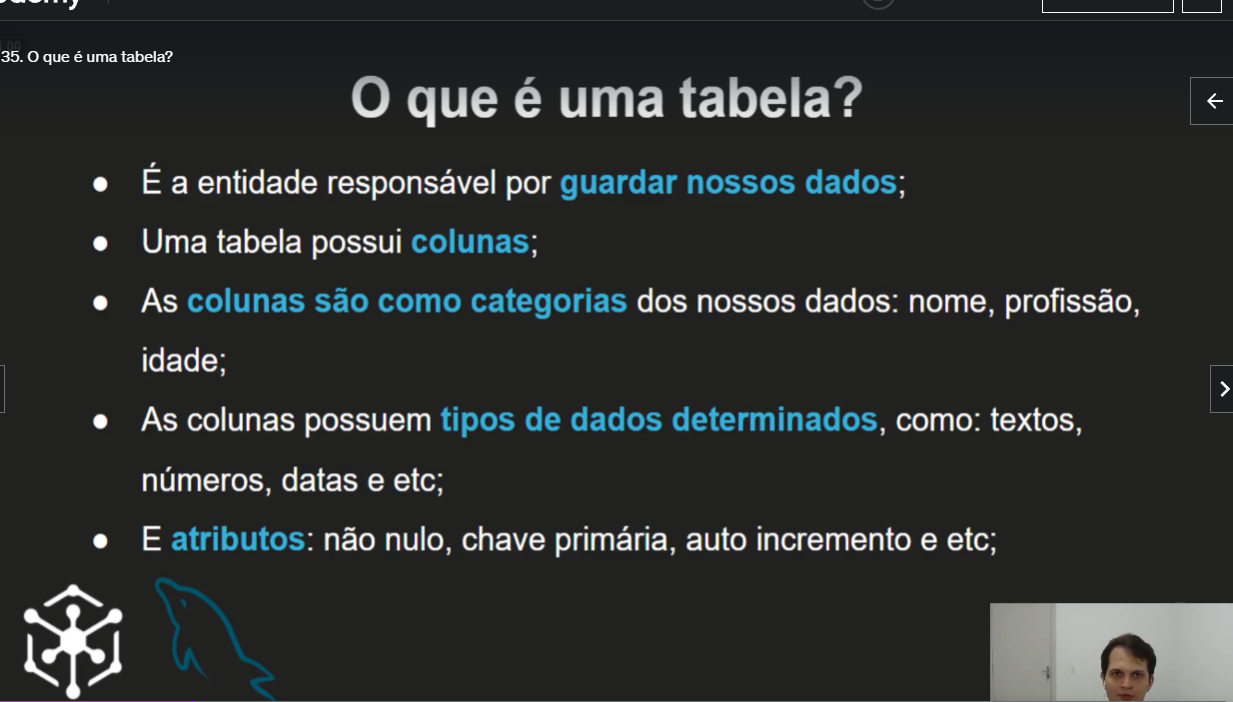 35. O que é uma tabela?
O que é uma tabela?
É a entidade responsável por guardar nossos dados;
Uma tabela possui colunas;
As colunas são como categorias dos nossos dados: nome, profissão,
idade;
As colunas possuem tipos de dados determinados, como: textos,
números, datas e etc;
E atributos: não nulo, chave primária, auto incremento e etc;